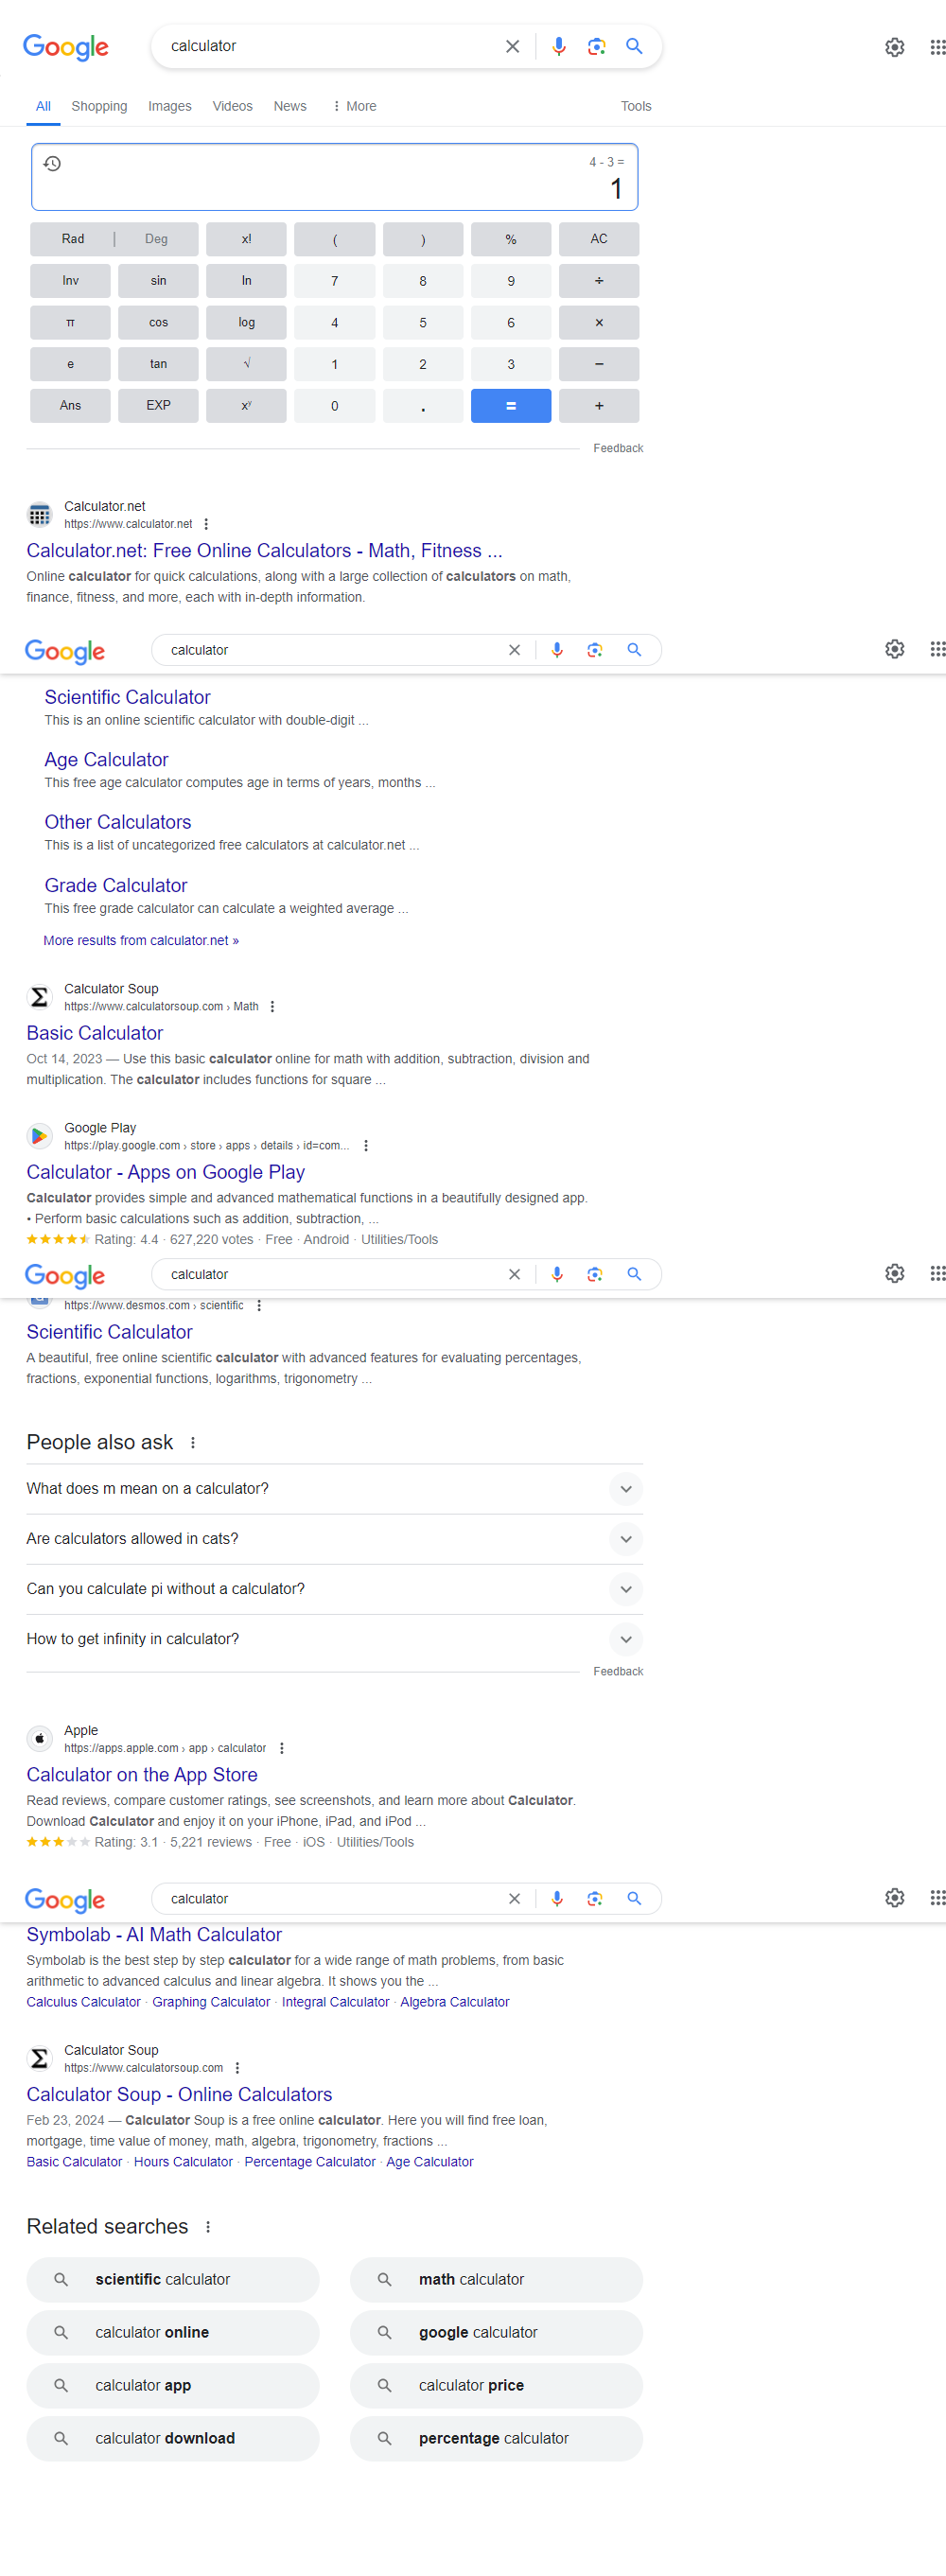 Google
calculator
All Shopping Images Videos News More Tools
4 - 3 =
1
Rad | Deg x! ( ) % AC
Inv sin ln 7 8 9 ÷
π cos log 4 5 6 ×
e tan √ 1 2 3 −
Ans EXP xʸ 0 . = +
Feedback
Calculator.net
https://www.calculator.net
Calculator.net: Free Online Calculators - Math, Fitness ...
Online calculator for quick calculations, along with a large collection of calculators on math,
finance, fitness, and more, each with in-depth information.
Google
calculator
Scientific Calculator
This is an online scientific calculator with double-digit ...
Age Calculator
This free age calculator computes age in terms of years, months ...
Other Calculators
This is a list of uncategorized free calculators at calculator.net ...
Grade Calculator
This free grade calculator can calculate a weighted average ...
More results from calculator.net »
Calculator Soup
https://www.calculatorsoup.com › Math
Basic Calculator
Oct 14, 2023 — Use this basic calculator online for math with addition, subtraction, division and
multiplication. The calculator includes functions for square ...
Google Play
https://play.google.com › store › apps › details › id=com...
Calculator - Apps on Google Play
Calculator provides simple and advanced mathematical functions in a beautifully designed app.
• Perform basic calculations such as addition, subtraction, ...
Rating: 4.4 · 627,220 votes · Free · Android · Utilities/Tools
Google
calculator
https://www.desmos.com › scientific
Scientific Calculator
A beautiful, free online scientific calculator with advanced features for evaluating percentages,
fractions, exponential functions, logarithms, trigonometry ...
People also ask
What does m mean on a calculator?
Are calculators allowed in cats?
Can you calculate pi without a calculator?
How to get infinity in calculator?
Feedback
Apple
https://apps.apple.com › app › calculator
Calculator on the App Store
Read reviews, compare customer ratings, see screenshots, and learn more about Calculator.
Download Calculator and enjoy it on your iPhone, iPad, and iPod ...
Rating: 3.1 · 5,221 reviews · Free · iOS · Utilities/Tools
Google
calculator
Symbolab - AI Math Calculator
Symbolab is the best step by step calculator for a wide range of math problems, from basic
arithmetic to advanced calculus and linear algebra. It shows you the ...
Calculus Calculator · Graphing Calculator · Integral Calculator · Algebra Calculator
Calculator Soup
https://www.calculatorsoup.com
Calculator Soup - Online Calculators
Feb 23, 2024 — Calculator Soup is a free online calculator. Here you will find free loan,
mortgage, time value of money, math, algebra, trigonometry, fractions ...
Basic Calculator · Hours Calculator · Percentage Calculator · Age Calculator
Related searches
scientific calculator
math calculator
calculator online
google calculator
calculator app
calculator price
calculator download
percentage calculator